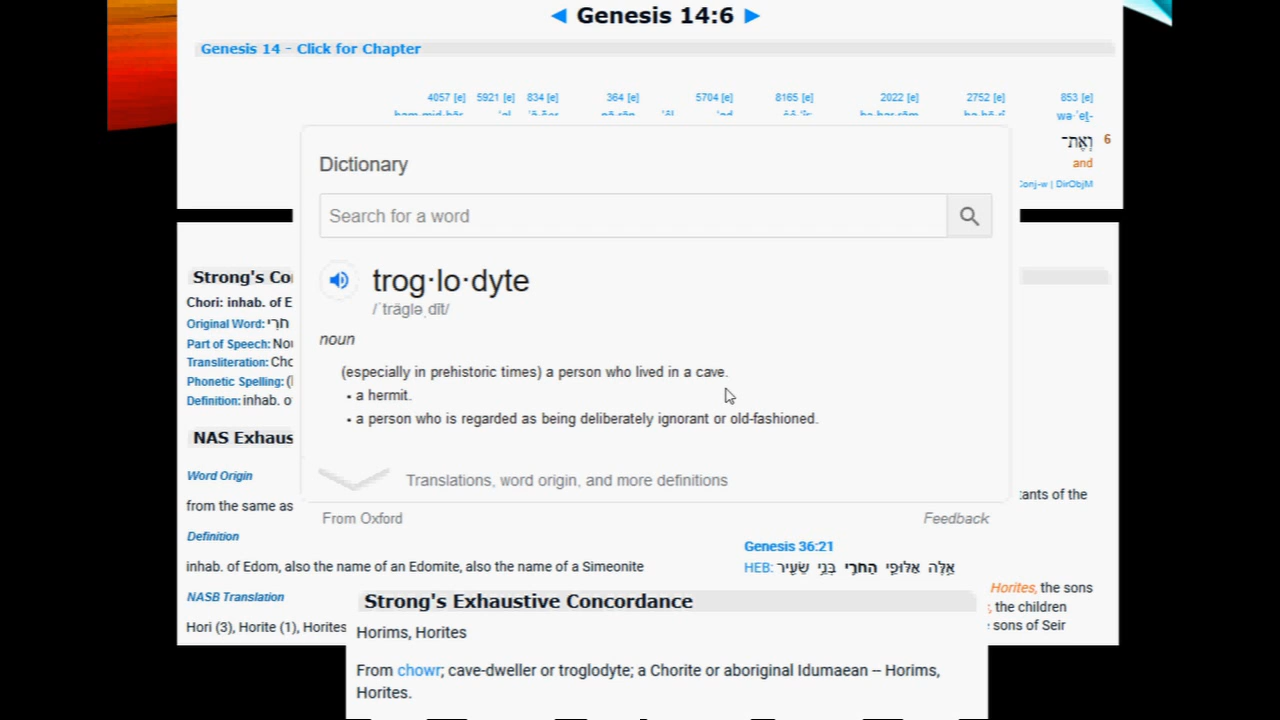 ◄ Genesis 14:6 ►
Genesis 14 - Click for Chapter
4057 [e] 5921 [e] 834 [e] 364 [e] 5704 [e] 8165 [e] 2022 [e] 2752 [e] 853 [e]
wə·’eṯ-
וְאֶת־ 6
and
Conj-w | DirObjM
Dictionary
Search for a word
trog·lo·dyte
/ˈträɡləˌdīt/
noun
(especially in prehistoric times) a person who lived in a cave.
• a hermit.
• a person who is regarded as being deliberately ignorant or old-fashioned.
Translations, word origin, and more definitions
From Oxford
Feedback
Strong's Co
Chori: inhab. of E
Original Word: חֹרִי
Part of Speech: Nou
Transliteration: Cho
Phonetic Spelling: (
Definition: inhab. o
NAS Exhaus
Word Origin
from the same as
Definition
inhab. of Edom, also the name of an Edomite, also the name of a Simeonite
NASB Translation
Hori (3), Horite (1), Horites
tants of the
Genesis 36:21
HEB: אֵ֣לֶּה אַלּוּפֵ֧י הַחֹרִ֛י בְּנֵ֥י שֵׂעִ֖יר
Horites, the sons
the children
sons of Seir
Strong's Exhaustive Concordance
Horims, Horites
From chowr; cave-dweller or troglodyte; a Chorite or aboriginal Idumaean -- Horims,
Horites.